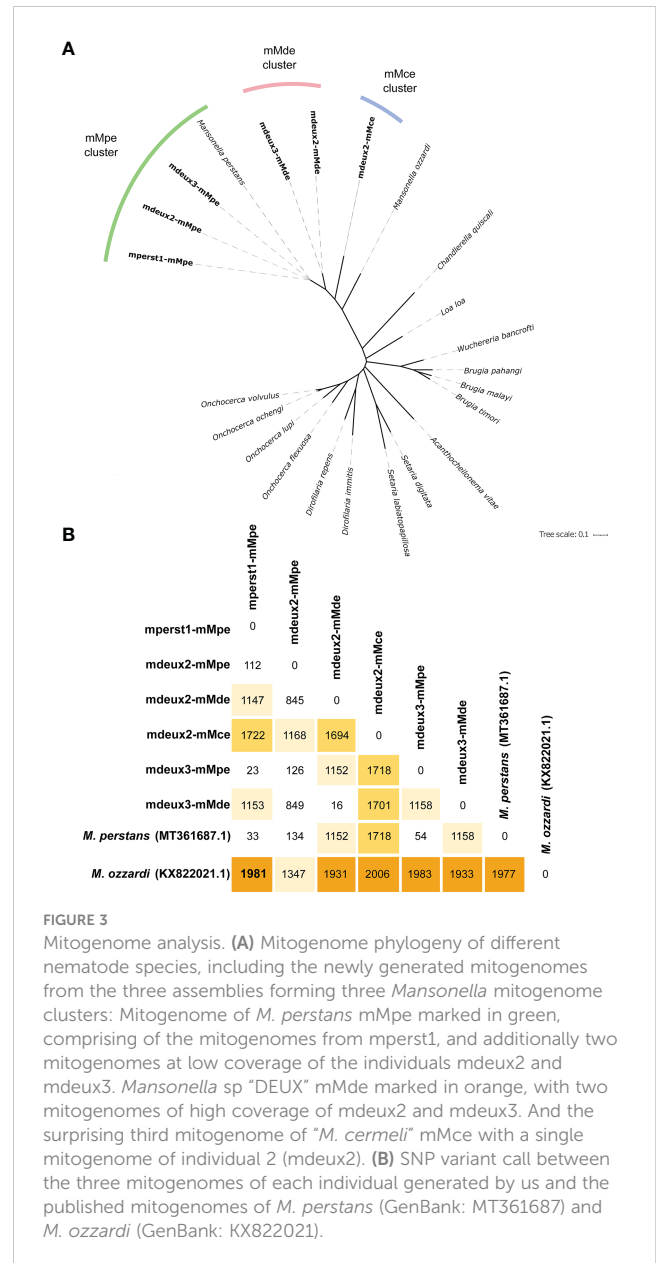 A
mMde
cluster
mMce
cluster
mMpe
cluster
Mansonella perstans
mdeux3-mMde
mdeux2-mMde
mdeux2-mMce
Mansonella ozzardi
mdeux3-mMpe
mdeux2-mMpe
mperst1-mMpe
Chandlerella quiscali
Loa loa
Wuchereria bancrofti
Brugia pahangi
Brugia malayi
Brugia timori
Onchocerca volvulus
Onchocerca ochengi
Onchocerca lupi
Onchocerca flexuosa
Dirofilaria repens
Dirofilaria immitis
Setaria labiatopapillosa
Setaria digitata
Acanthocheilonema vitae
Tree scale: 0.1
B
mperst1-mMpe
mdeux2-mMpe
mdeux2-mMde
mdeux2-mMce
mdeux3-mMpe
mdeux3-mMde
M. perstans (MT361687.1)
M. ozzardi (KX822021.1)
mperst1-mMpe 0
mdeux2-mMpe 112 0
mdeux2-mMde 1147 845 0
mdeux2-mMce 1722 1168 1694 0
mdeux3-mMpe 23 126 1152 1718 0
mdeux3-mMde 1153 849 16 1701 1158 0
M. perstans (MT361687.1) 33 134 1152 1718 54 1158 0
M. ozzardi (KX822021.1) 1981 1347 1931 2006 1983 1933 1977 0
FIGURE 3
Mitogenome analysis. (A) Mitogenome phylogeny of different
nematode species, including the newly generated mitogenomes
from the three assemblies forming three Mansonella mitogenome
clusters: Mitogenome of M. perstans mMpe marked in green,
comprising of the mitogenomes from mperst1, and additionally two
mitogenomes at low coverage of the individuals mdeux2 and
mdeux3. Mansonella sp “DEUX” mMde marked in orange, with two
mitogenomes of high coverage of mdeux2 and mdeux3. And the
surprising third mitogenome of “M. cermeli” mMce with a single
mitogenome of individual 2 (mdeux2). (B) SNP variant call between
the three mitogenomes of each individual generated by us and the
published mitogenomes of M. perstans (GenBank: MT361687) and
M. ozzardi (GenBank: KX822021).